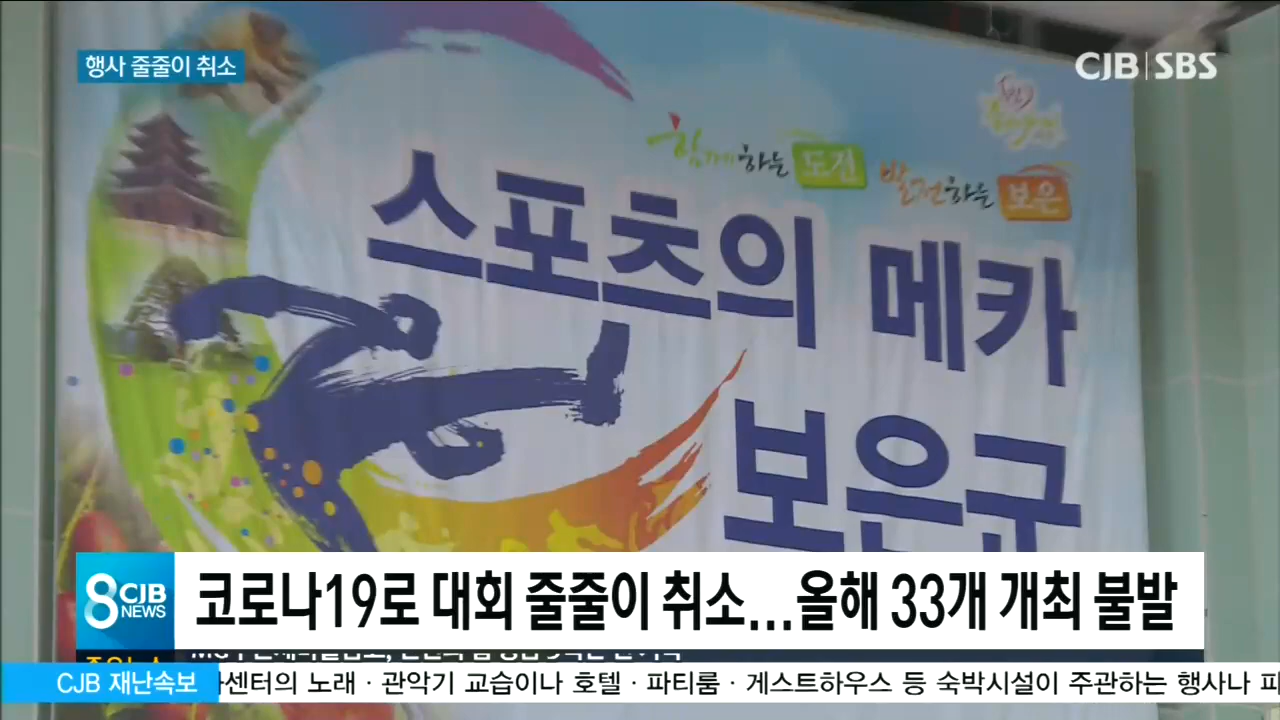 행사 줄줄이 취소
CJB SBS
함께하는 도전 발전하는 보은
스포츠의 메카
보은군
8 CJB NEWS
코로나19로 대회 줄줄이 취소...올해 33개 개최 불발
CJB 재난속보
센터의 노래·관악기 교습이나 호텔·파티룸·게스트하우스 등 숙박시설이 주관하는 행사나 파